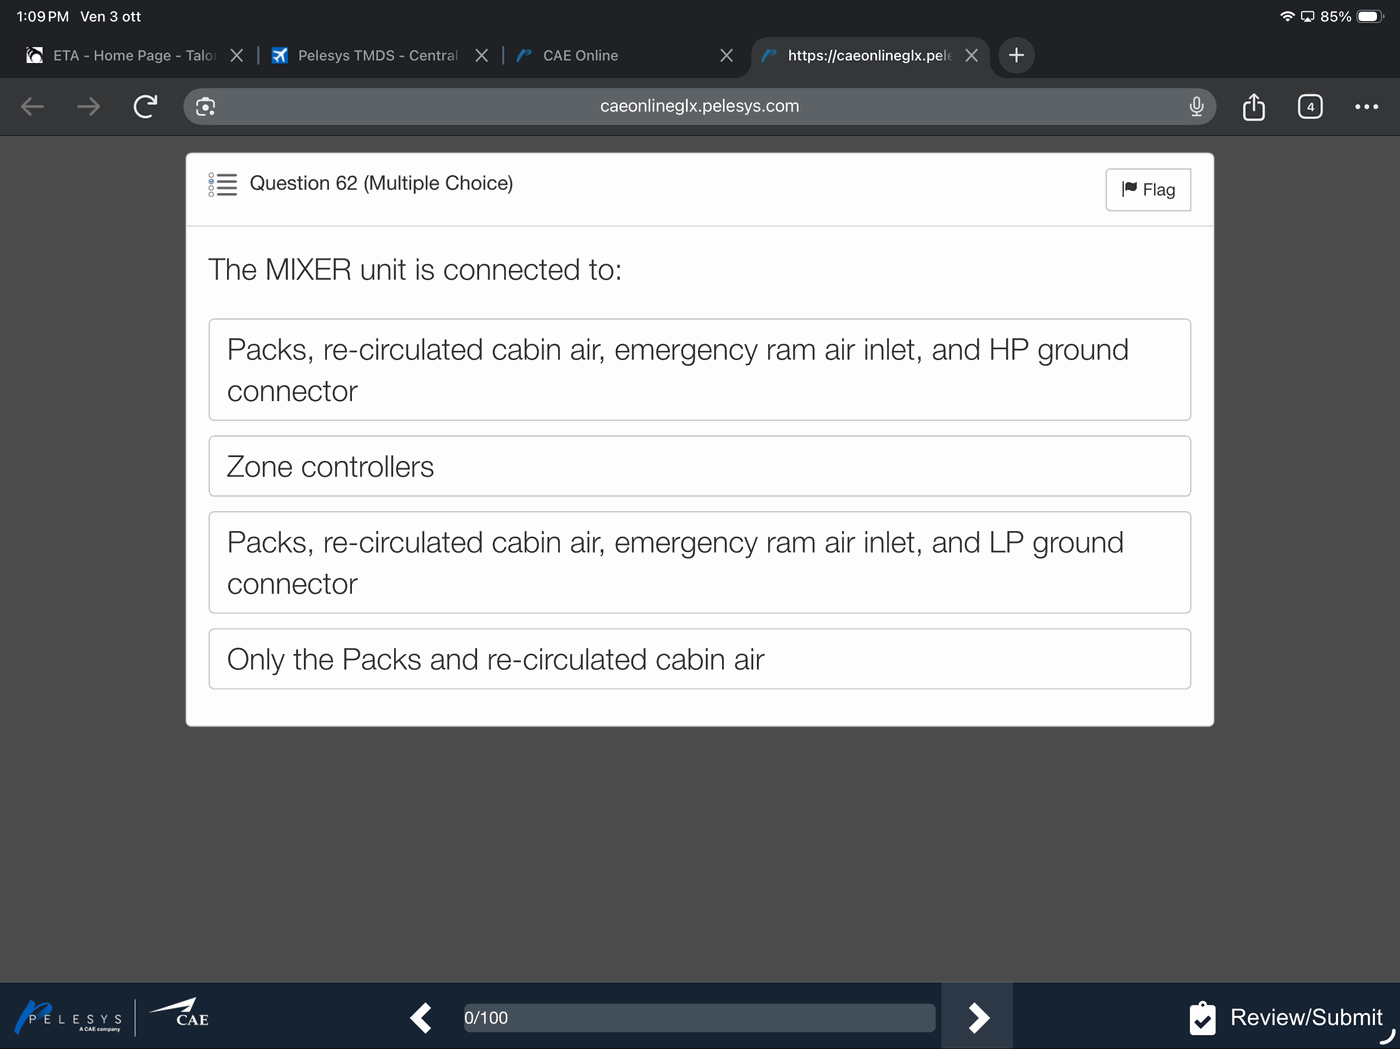 1:09 PM Ven 3 ott
85%
ETA - Home Page - Talo
Pelesys TMDS - Central
CAE Online
https://caeonlineglx.pele
caeonlineglx.pelesys.com
4
Question 62 (Multiple Choice)
Flag
The MIXER unit is connected to:
Packs, re-circulated cabin air, emergency ram air inlet, and HP ground
connector
Zone controllers
Packs, re-circulated cabin air, emergency ram air inlet, and LP ground
connector
Only the Packs and re-circulated cabin air
PELESYS
A CAE company
CAE
0/100
Review/Submit